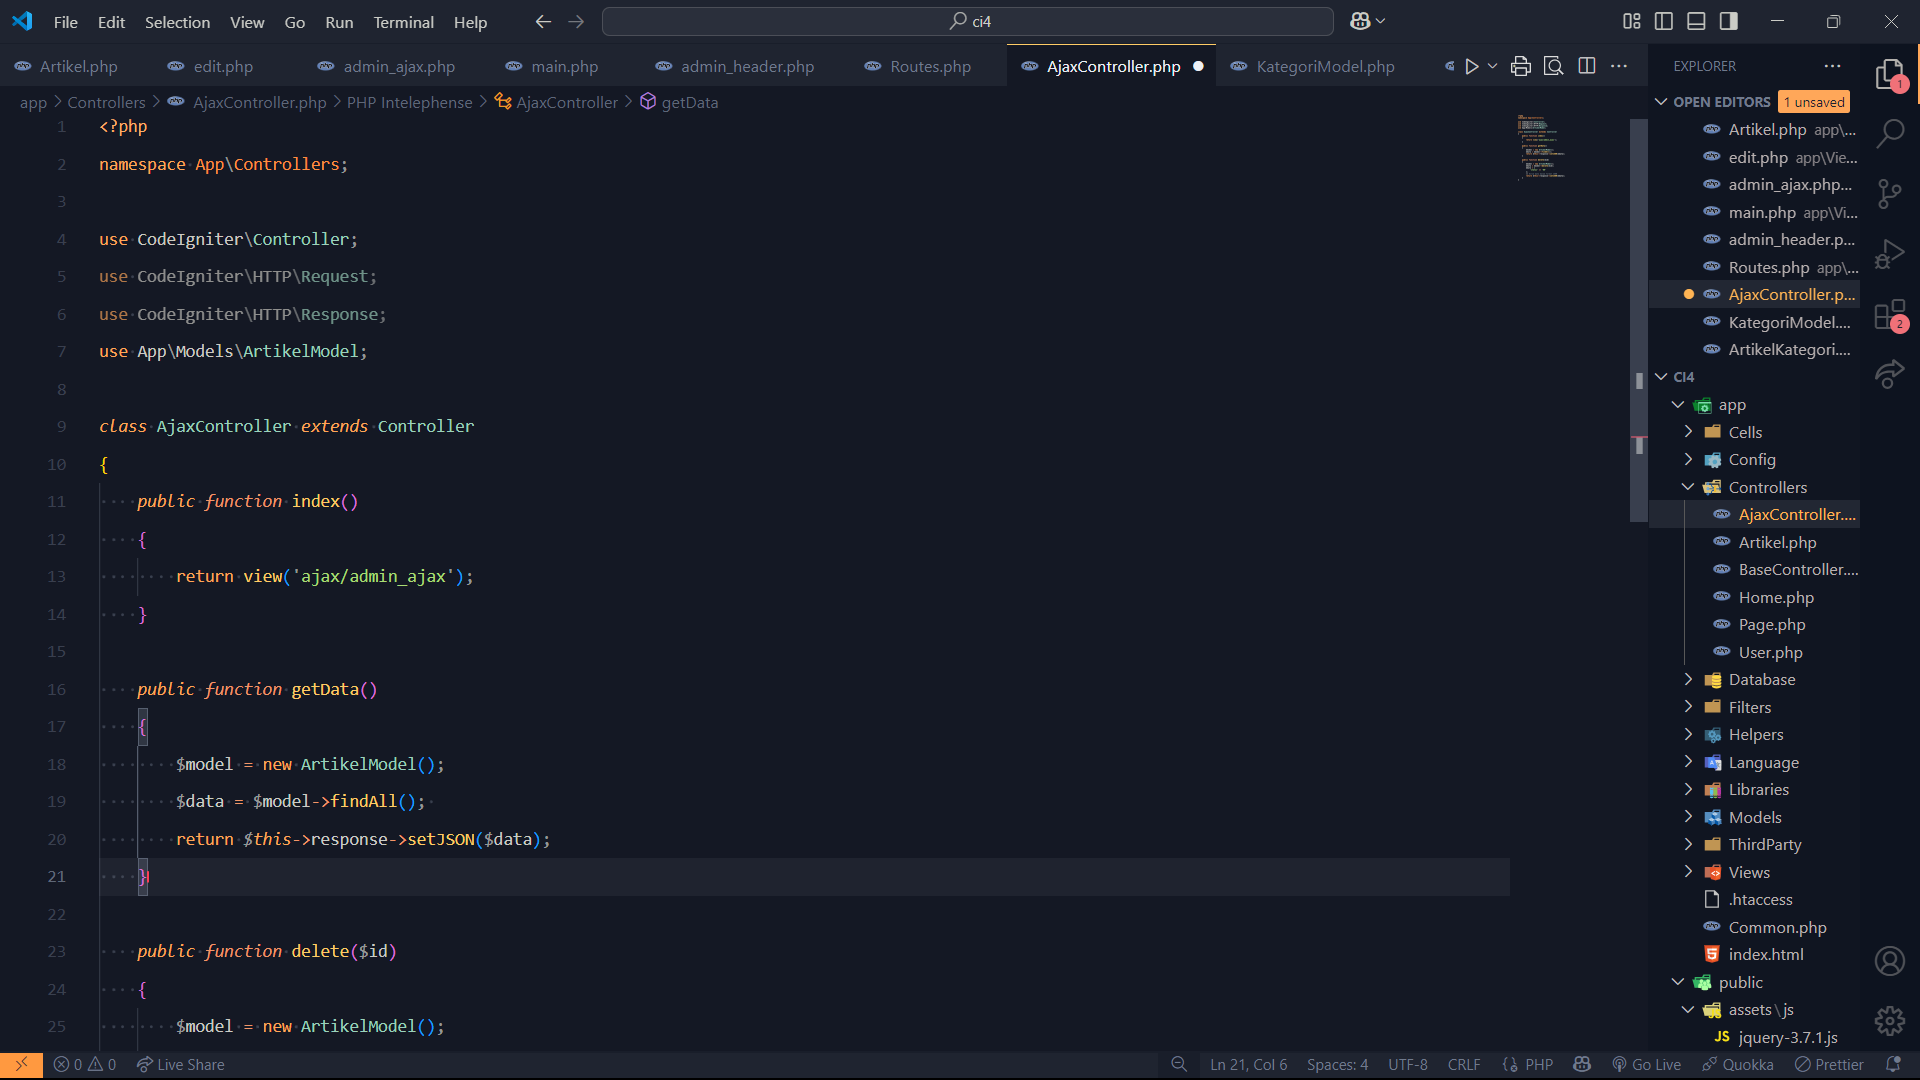 File Edit Selection View Go Run Terminal Help ci4
Artikel.php edit.php admin_ajax.php main.php admin_header.php Routes.php AjaxController.php KategoriModel.php
app > Controllers > AjaxController.php > PHP Intelephense > AjaxController > getData
1 <?php
2 namespace App\Controllers;
3
4 use CodeIgniter\Controller;
5 use CodeIgniter\HTTP\Request;
6 use CodeIgniter\HTTP\Response;
7 use App\Models\ArtikelModel;
8
9 class AjaxController extends Controller
10 {
11 public function index()
12 {
13 return view('ajax/admin_ajax');
14 }
15
16 public function getData()
17 {
18 $model = new ArtikelModel();
19 $data = $model->findAll();
20 return $this->response->setJSON($data);
21 }
22
23 public function delete($id)
24 {
25 $model = new ArtikelModel();
EXPLORER
OPEN EDITORS 1 unsaved
Artikel.php app\...
edit.php app\Vie...
admin_ajax.php...
main.php app\Vi...
admin_header.p...
Routes.php app\...
AjaxController.p...
KategoriModel....
ArtikelKategori....
CI4
app
Cells
Config
Controllers
AjaxController....
Artikel.php
BaseController....
Home.php
Page.php
User.php
Database
Filters
Helpers
Language
Libraries
Models
ThirdParty
Views
.htaccess
Common.php
index.html
public
assets\js
JS jquery-3.7.1.js
1
2
0 0 Live Share Ln 21, Col 6 Spaces: 4 UTF-8 CRLF {} PHP Go Live Quokka Prettier